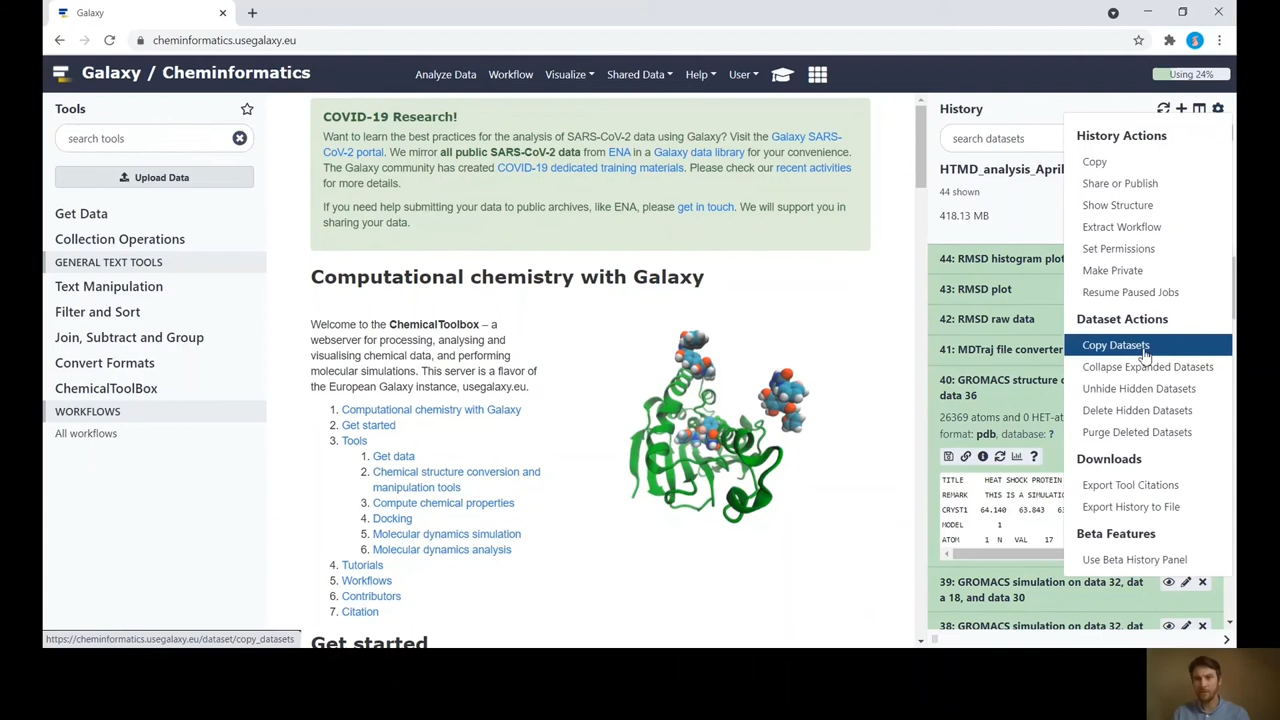 Galaxy
cheminformatics.usegalaxy.eu
Galaxy / Cheminformatics
Analyze Data
Workflow
Visualize
Shared Data
Help
User
Using 24%
Tools
search tools
Upload Data
Get Data
Collection Operations
GENERAL TEXT TOOLS
Text Manipulation
Filter and Sort
Join, Subtract and Group
Convert Formats
ChemicalToolBox
WORKFLOWS
All workflows
https://cheminformatics.usegalaxy.eu/dataset/copy_datasets
COVID-19 Research!
Want to learn the best practices for the analysis of SARS-CoV-2 data using Galaxy? Visit the Galaxy SARS-
CoV-2 portal. We mirror all public SARS-CoV-2 data from ENA in a Galaxy data library for your convenience.
The Galaxy community has created COVID-19 dedicated training materials. Please check our recent activities
for more details.
If you need help submitting your data to public archives, like ENA, please get in touch. We will support you in
sharing your data.
Computational chemistry with Galaxy
Welcome to the ChemicalToolbox – a
webserver for processing, analysing and
visualising chemical data, and performing
molecular simulations. This server is a flavor of
the European Galaxy instance, usegalaxy.eu.
1. Computational chemistry with Galaxy
2. Get started
3. Tools
1. Get data
2. Chemical structure conversion and
manipulation tools
3. Compute chemical properties
4. Docking
5. Molecular dynamics simulation
6. Molecular dynamics analysis
4. Tutorials
5. Workflows
6. Contributors
7. Citation
Get started
History
search datasets
HTMD_analysis_April
44 shown
418.13 MB
44: RMSD histogram plot
43: RMSD plot
42: RMSD raw data
41: MDTraj file converter
40: GROMACS structure c
data 36
26369 atoms and 0 HET-at
format: pdb, database: ?
TITLE HEAT SHOCK PROTEIN
REMARK THIS IS A SIMULATIO
CRYST1 64.140 63.843 63
MODEL 1
ATOM 1 N VAL 17
39: GROMACS simulation on data 32, dat
a 18, and data 30
38: GROMACS simulation on data 32, dat
History Actions
Copy
Share or Publish
Show Structure
Extract Workflow
Set Permissions
Make Private
Resume Paused Jobs
Dataset Actions
Copy Datasets
Collapse Expanded Datasets
Unhide Hidden Datasets
Delete Hidden Datasets
Purge Deleted Datasets
Downloads
Export Tool Citations
Export History to File
Beta Features
Use Beta History Panel